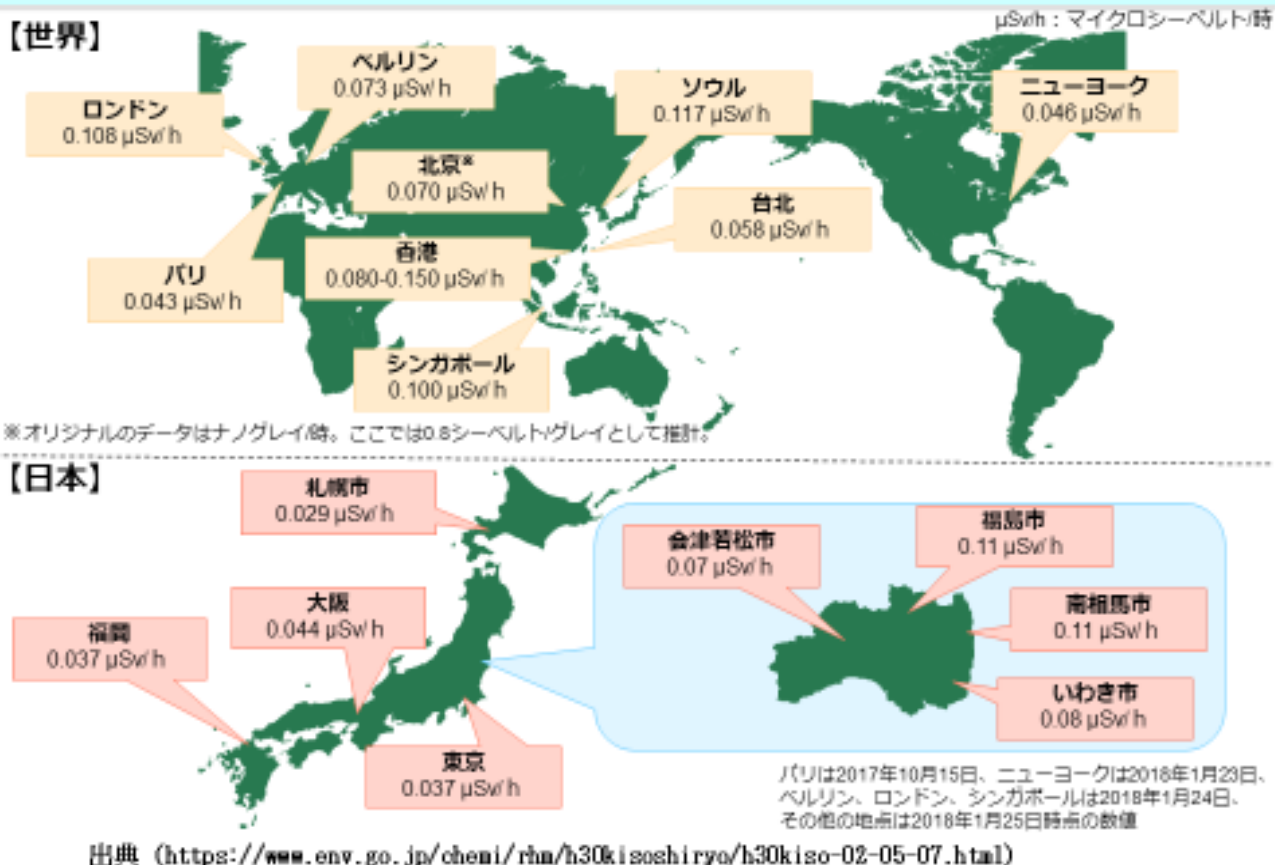 【世界】
μSv/h：マイクロシーベルト/時
ベルリン
0.073 μSv/h
ロンドン
0.108 μSv/h
ソウル
0.117 μSv/h
ニューヨーク
0.046 μSv/h
北京※
0.070 μSv/h
台北
0.058 μSv/h
香港
0.080-0.150 μSv/h
パリ
0.043 μSv/h
シンガポール
0.100 μSv/h
※オリジナルのデータはナノグレイ/時。ここでは0.8シーベルト/グレイとして推計。
【日本】
札幌市
0.029 μSv/h
大阪
0.044 μSv/h
福岡
0.037 μSv/h
東京
0.037 μSv/h
会津若松市
0.07 μSv/h
福島市
0.11 μSv/h
南相馬市
0.11 μSv/h
いわき市
0.08 μSv/h
パリは2017年10月15日、ニューヨークは2018年1月23日、
ベルリン、ロンドン、シンガポールは2018年1月24日、
その他の地点は2018年1月25日時点の数値
出典 (https://www.env.go.jp/chemi/rhm/h30kisoshiryo/h30kiso-02-05-07.html)